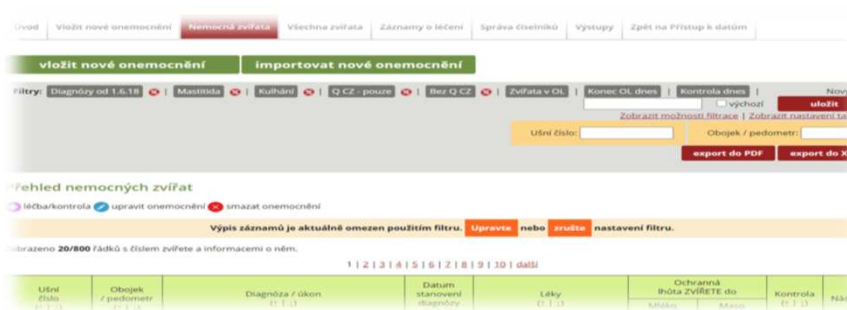 Úvod Vložit nové onemocnění Nemocná zvířata Všechna zvířata Záznamy o léčení Správa číselníků Výstupy Zpět na Přístup k datům
vložit nové onemocnění importovat nové onemocnění
Filtry: Diagnózy od 1.6.18 | Mastitida | Kulhání | Q CZ - pouze | Bez Q CZ | Zvířata v OL | Konec OL dnes | Kontrola dnes |
výchozí uložit
Zobrazit možnosti filtrace | Zobrazit nastavení
Ušní číslo: Obojek / pedometr:
export do PDF export do
Přehled nemocných zvířat
léčba/kontrola upravit onemocnění smazat onemocnění
Výpis záznamů je aktuálně omezen použitím filtru. Upravte nebo zrušte nastavení filtru.
Zobrazeno 20/800 řádků s číslem zvířete a informacemi o něm.
1 | 2 | 3 | 4 | 5 | 6 | 7 | 8 | 9 | 10 | další
Ušní číslo Obojek / pedometr Diagnóza / úkon Datum stanovení diagnózy Léky Ochranná lhůta ZVÍŘETE do Kontrola
Mléko Maso